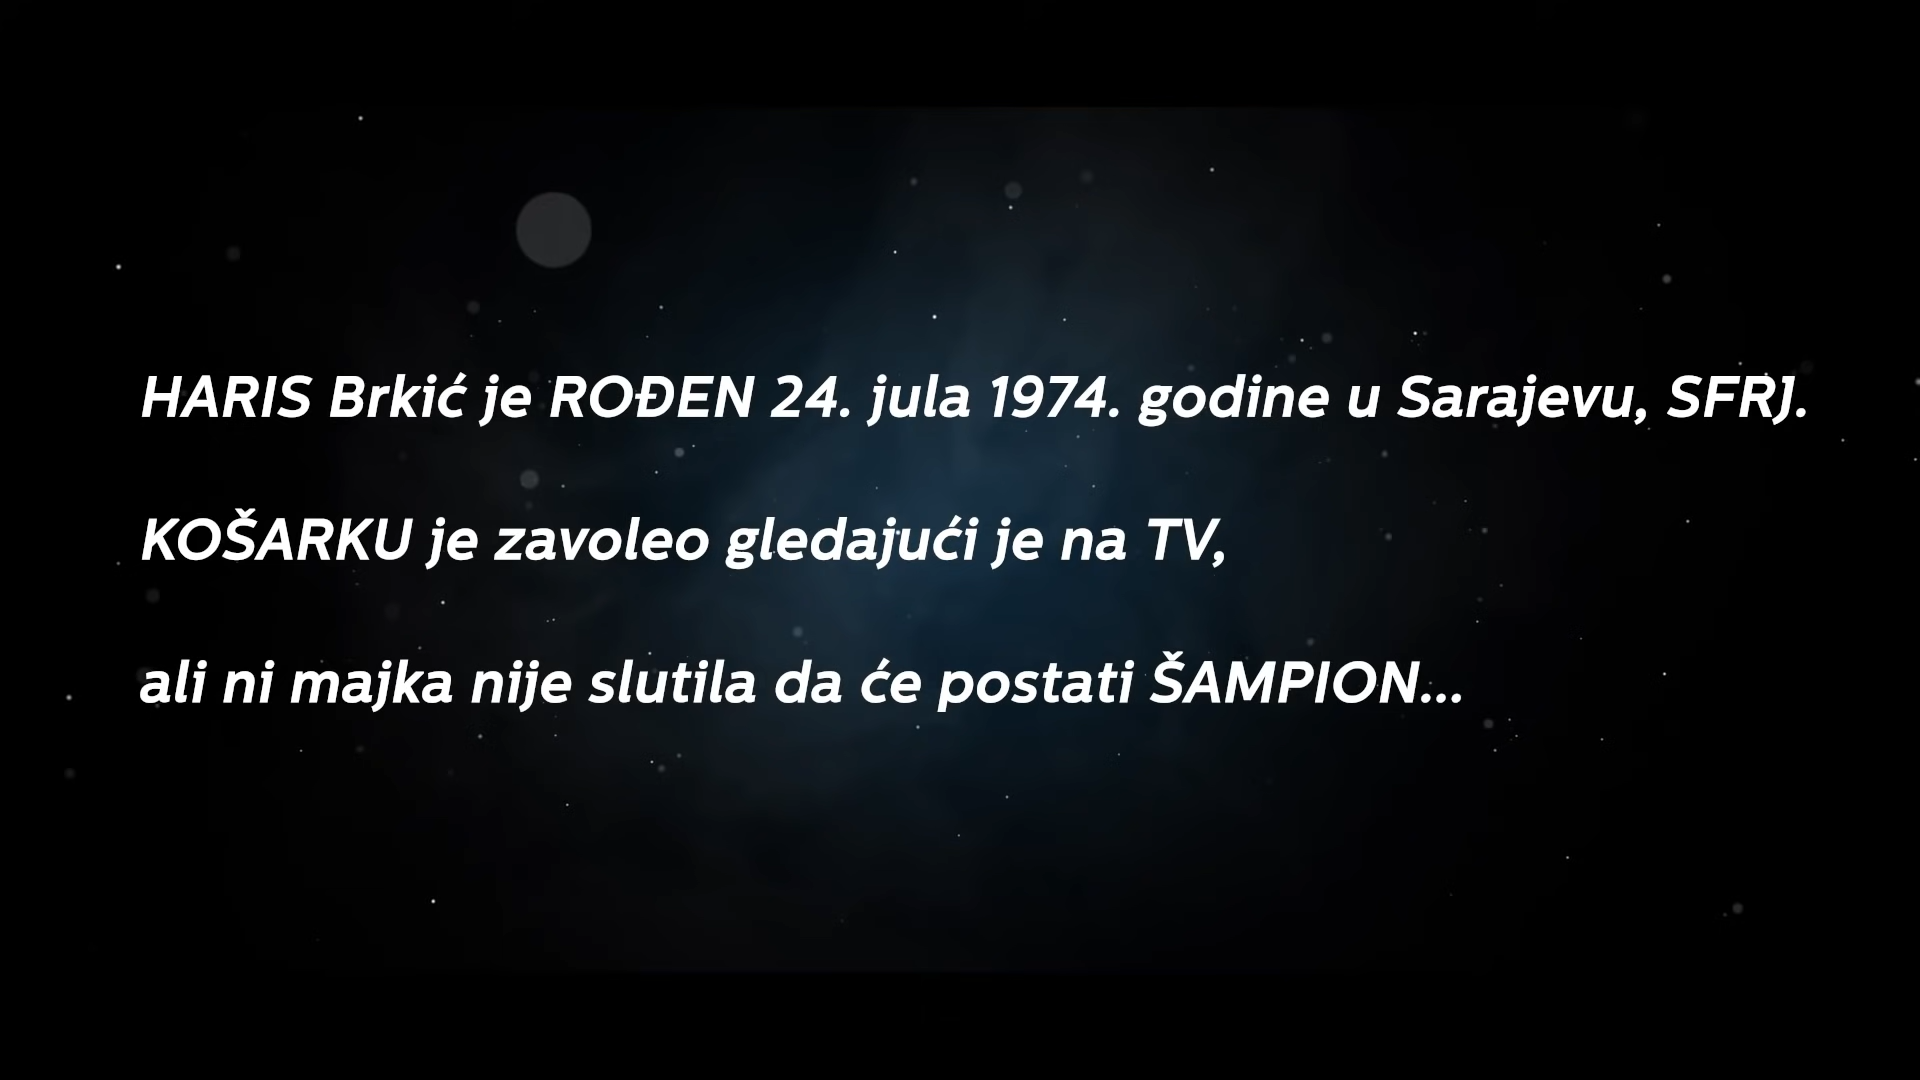 HARIS Brkić je ROĐEN 24. jula 1974. godine u Sarajevu, SFRJ.
KOŠARKU je zavoleo gledajući je na TV,
ali ni majka nije slutila da će postati ŠAMPION...